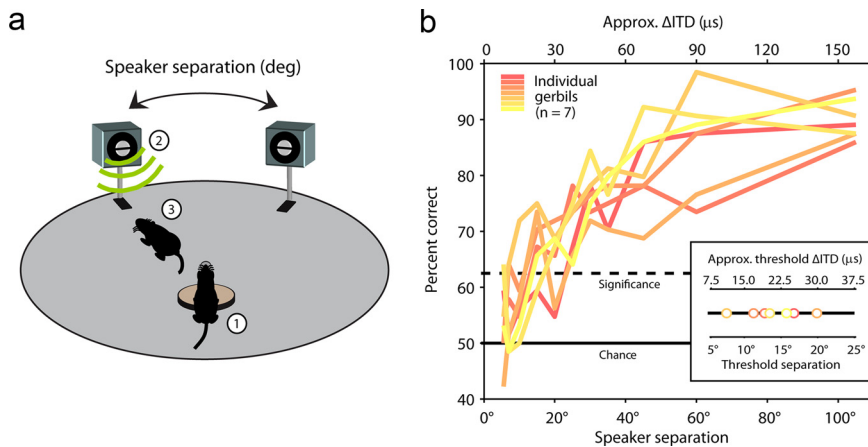 a
Speaker separation (deg)
2
3
1
b
Approx. ΔITD (μs)
0 30 60 90 120 150
100
90
80
70
60
50
40
Percent correct
Individual
gerbils
(n = 7)
Significance
Chance
Approx. threshold ΔITD (μs)
7.5 15.0 22.5 30.0 37.5
5° 10° 15° 20° 25°
Threshold separation
0° 20° 40° 60° 80° 100°
Speaker separation